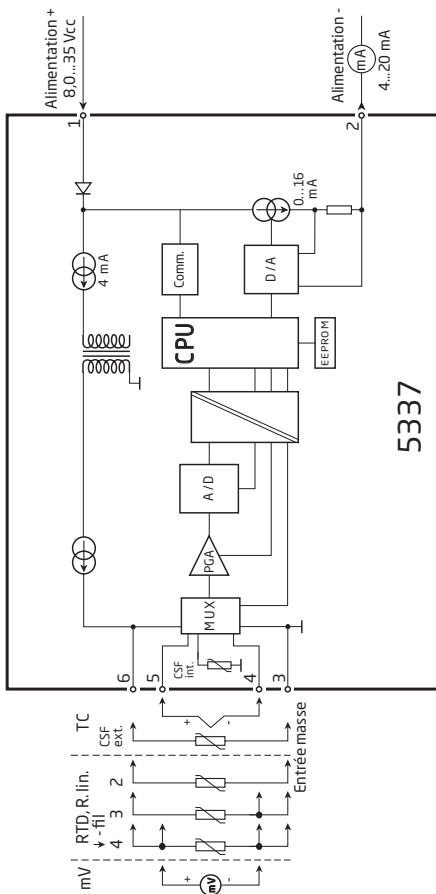 Alimentation +
8,0...35 Vcc
Alimentation -
mA
4...20 mA
1
2
4 mA
0...16
mA
Comm.
D/A
CPU
EEPROM
A/D
PGA
MUX
CSF
int.
5337
6
5
4
3
TC
CSF
ext.
+
-
Entrée masse
RTD, R. lin.
↓ -fil
2
3
4
mV
+
-
mV